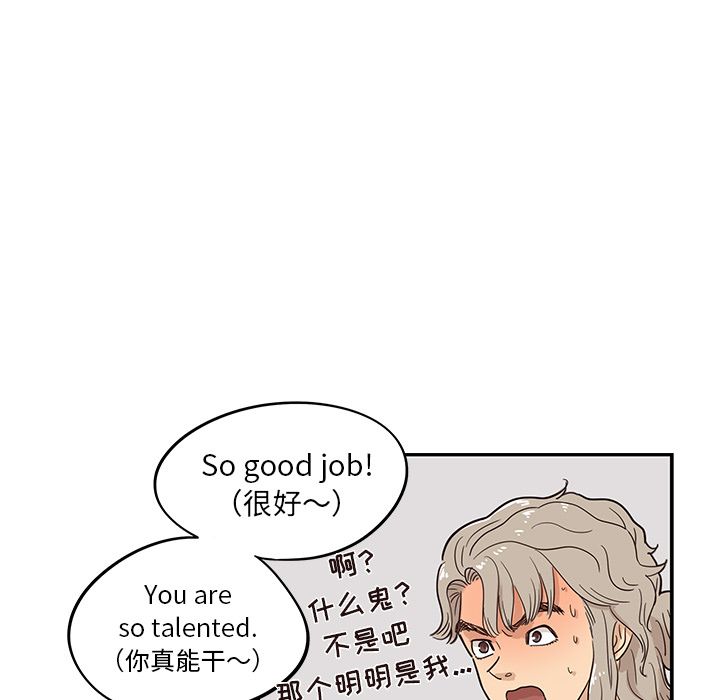 So good job!
（很好～）
You are
so talented.
（你真能干～）
啊？
什么鬼？
不是吧
那个明明是我...